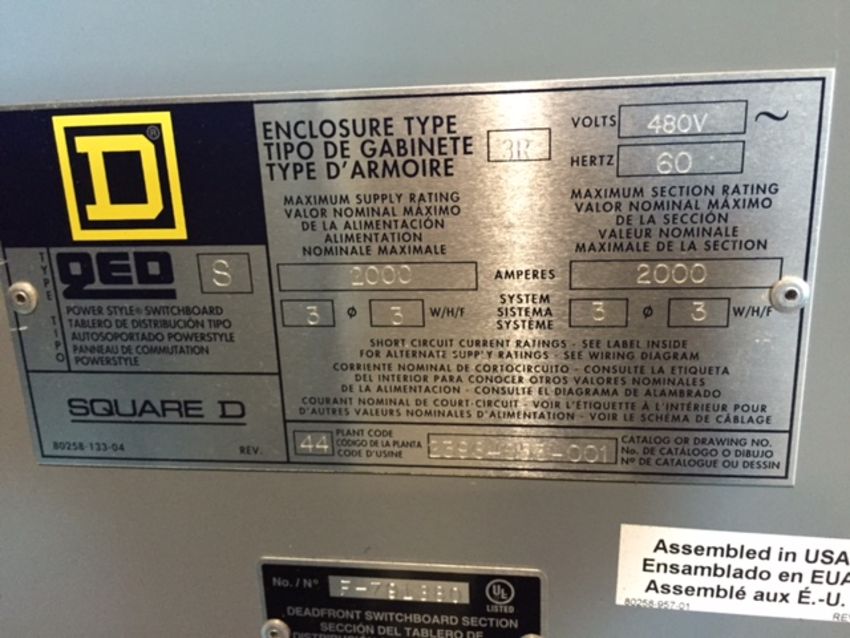 D®
ENCLOSURE TYPE
TIPO DE GABINETE
TYPE D'ARMOIRE
3R
VOLTS 480V ~
HERTZ 60
MAXIMUM SUPPLY RATING
VALOR NOMINAL MÁXIMO
DE LA ALIMENTACIÓN
ALIMENTATION
NOMINALE MAXIMALE
MAXIMUM SECTION RATING
VALOR NOMINAL MÁXIMO
DE LA SECCIÓN
VALEUR NOMINALE
MAXIMALE DE LA SECTION
2000 AMPERES 2000
3 ø 3 W/H/F
SYSTEM
SISTEMA
SYSTÈME
3 ø 3 W/H/F
TYPE TIPO
QED S
POWER STYLE® SWITCHBOARD
TABLERO DE DISTRIBUCIÓN TIPO
AUTOSOPORTADO POWERSTYLE
PANNEAU DE COMMUTATION
POWERSTYLE
SQUARE D
80258-133-04 REV.
SHORT CIRCUIT CURRENT RATINGS - SEE LABEL INSIDE
FOR ALTERNATE SUPPLY RATINGS - SEE WIRING DIAGRAM
CORRIENTE NOMINAL DE CORTOCIRCUITO - CONSULTE LA ETIQUETA
DEL INTERIOR PARA CONOCER OTROS VALORES NOMINALES
DE LA ALIMENTACION - CONSULTE EL DIAGRAMA DE ALAMBRADO
COURANT NOMINAL DE COURT-CIRCUIT - VOIR L'ÉTIQUETTE À L'INTÉRIEUR POUR
D'AUTRES VALEURS NOMINALES D'ALIMENTATION - VOIR LE SCHÉMA DE CÂBLAGE
44
PLANT CODE
CÓDIGO DE LA PLANTA
CODE D'USINE
CATALOG OR DRAWING NO.
No. DE CATÁLOGO O DIBUJO
Nº DE CATALOGUE OU DESSIN
Assembled in USA
Ensamblado en EUA
Assemblé aux É.-U.
80258-957-01
No. / Nº
UL
LISTED
DEADFRONT SWITCHBOARD SECTION
SECCIÓN DEL TABLERO DE